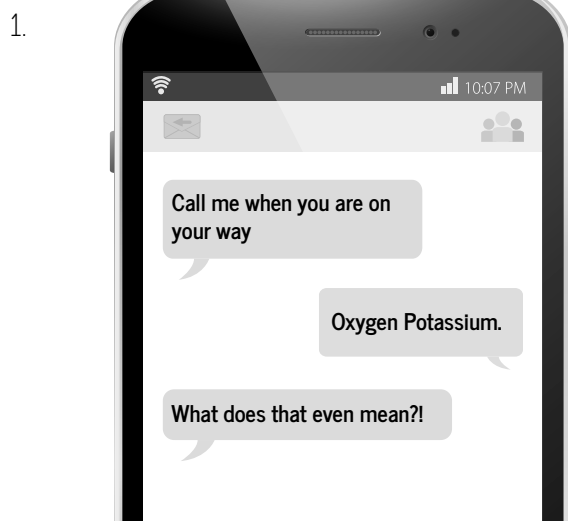 1.
10:07 PM
Call me when you are on
your way
Oxygen Potassium.
What does that even mean?!